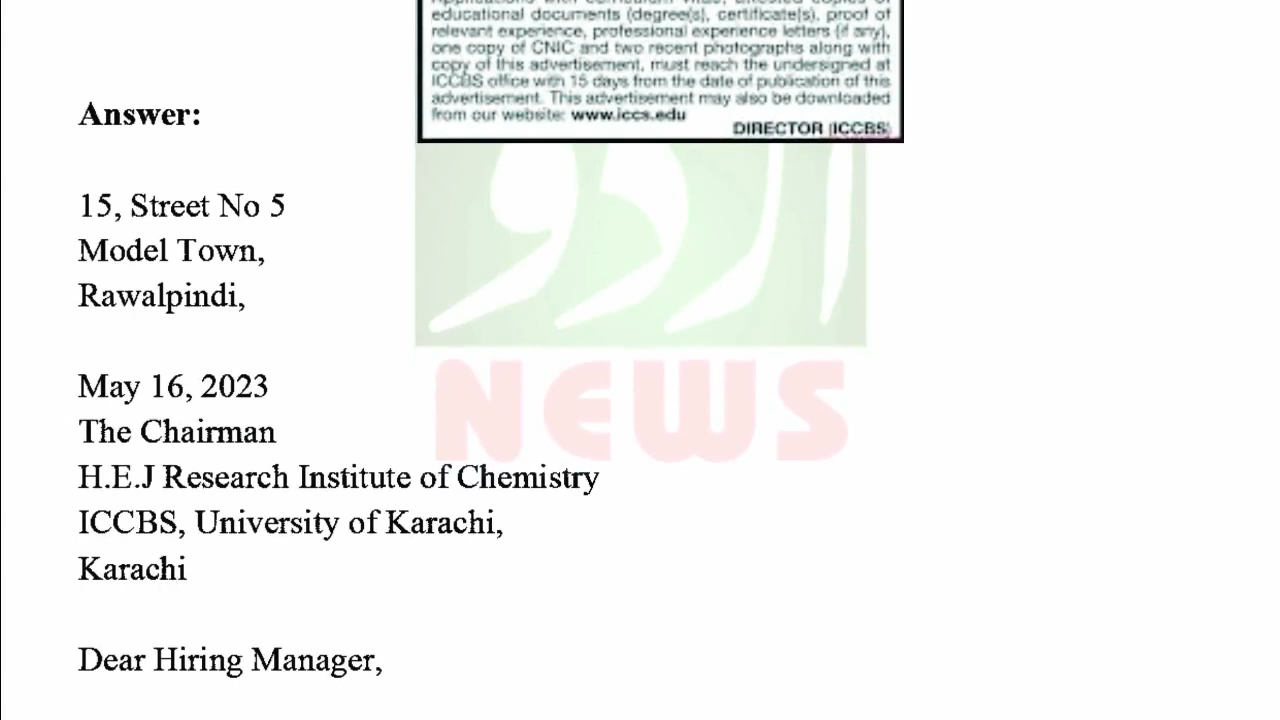 Applications with curriculum vitae, attested copies of
educational documents (degree(s), certificate(s), proof of
relevant experience, professional experience letters (if any),
one copy of CNIC and two recent photographs along with
copy of this advertisement, must reach the undersigned at
ICCBS office with 15 days from the date of publication of this
advertisement. This advertisement may also be downloaded
from our website: www.iccs.edu
DIRECTOR (ICCBS)
Answer:
اردو
NEWS
15, Street No 5
Model Town,
Rawalpindi,
May 16, 2023
The Chairman
H.E.J Research Institute of Chemistry
ICCBS, University of Karachi,
Karachi
Dear Hiring Manager,